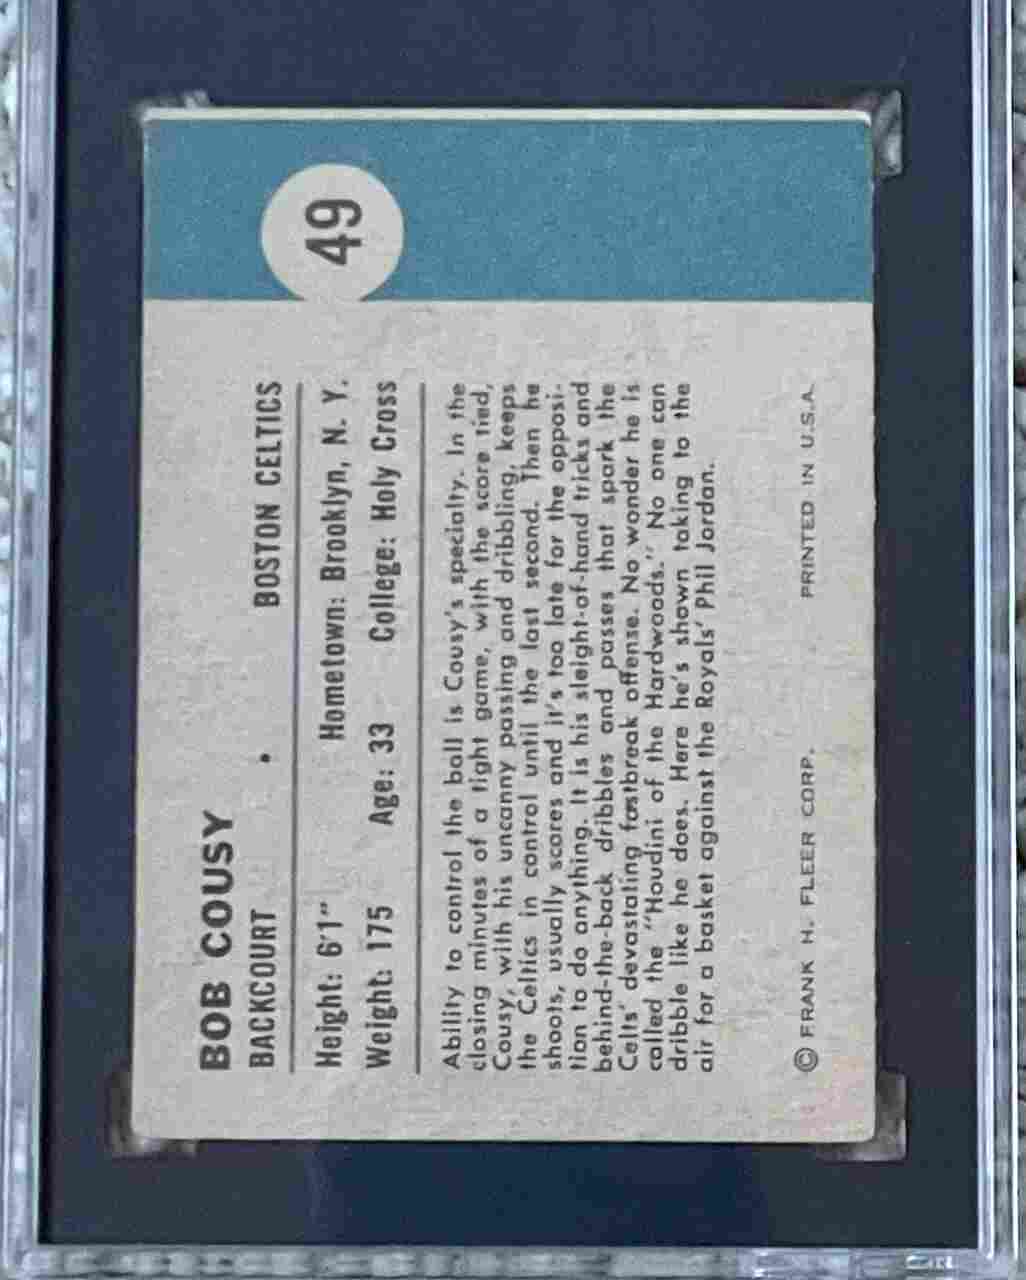 49
BOB COUSY
BACKCOURT
BOSTON CELTICS
Height: 6'1"
Hometown: Brooklyn, N. Y.
Weight: 175
Age: 33
College: Holy Cross
Ability to control the ball is Cousy's specialty. In the
closing minutes of a tight game, with the score tied,
Cousy, with his uncanny passing and dribbling, keeps
the Celtics in control until the last second. Then he
shoots, usually scores and it's too late for the opposi-
tion to do anything. It is his sleight-of-hand tricks and
behind-the-back dribbles and passes that spark the
Celts' devastating fastbreak offense. No wonder he is
called the "Houdini of the Hardwoods." No one can
dribble like he does. Here he's shown taking to the
air for a basket against the Royals' Phil Jordan.
© FRANK H. FLEER CORP.
PRINTED IN U.S.A.